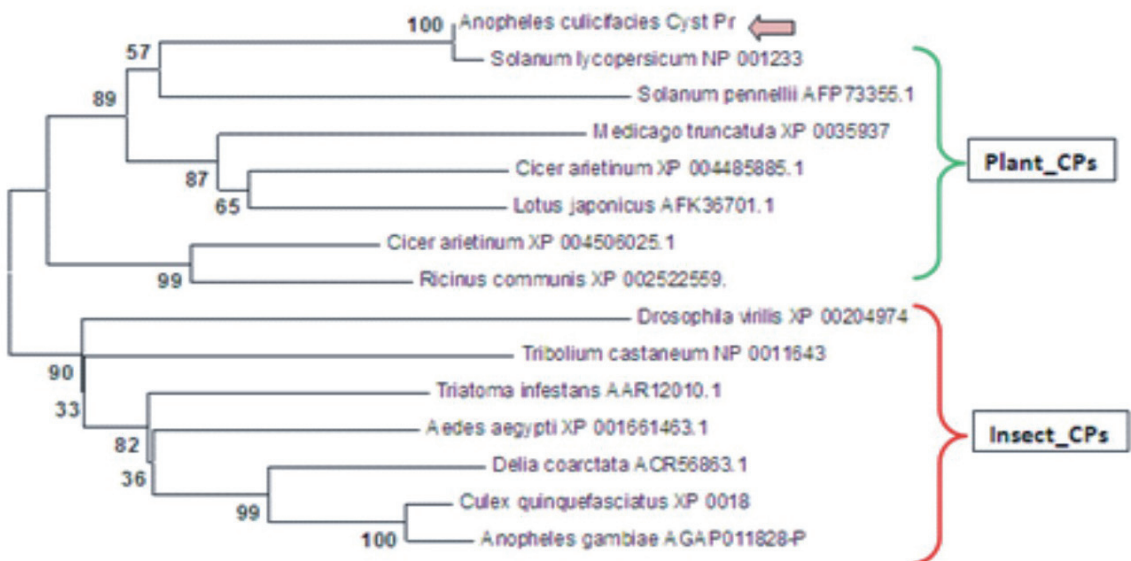 100 Anopheles culicifacies Cyst Pr
57
Solanum lycopersicum NP 001233
89
Solanum pennellii AFP73355.1
Medicago truncatula XP 0035937
87
Cicer arietinum XP 004485885.1
Plant_CPs
65
Lotus japonicus AFK36701.1
Cicer arietinum XP 004506025.1
99
Ricinus communis XP 002522559.
Drosophila virilis XP 00204974
Tribolium castaneum NP 0011643
90
33
Triatoma infestans AAR12010.1
82
Aedes aegypti XP 001661463.1
Insect_CPs
36
Delia coarctata ACR56863.1
99
Culex quinquefasciatus XP 0018
100
Anopheles gambiae AGAP011828-P